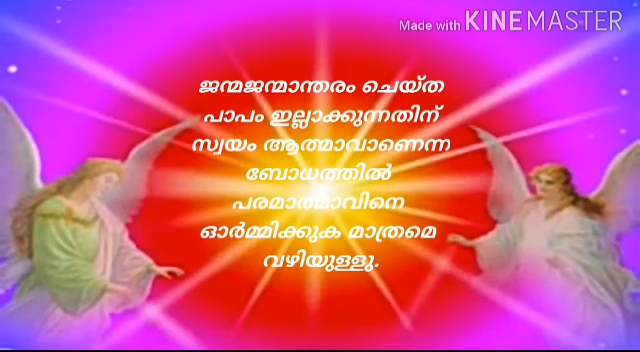 Made with KINEMASTER
ജന്മജന്മാന്തരം ചെയ്ത
പാപം ഇല്ലാക്കുന്നതിന്
സ്വയം ആത്മാവാണെന്ന
ബോധത്തിൽ
പരമാത്മാവിനെ
ഓർമ്മിക്കുക മാത്രമെ
വഴിയുള്ളൂ.